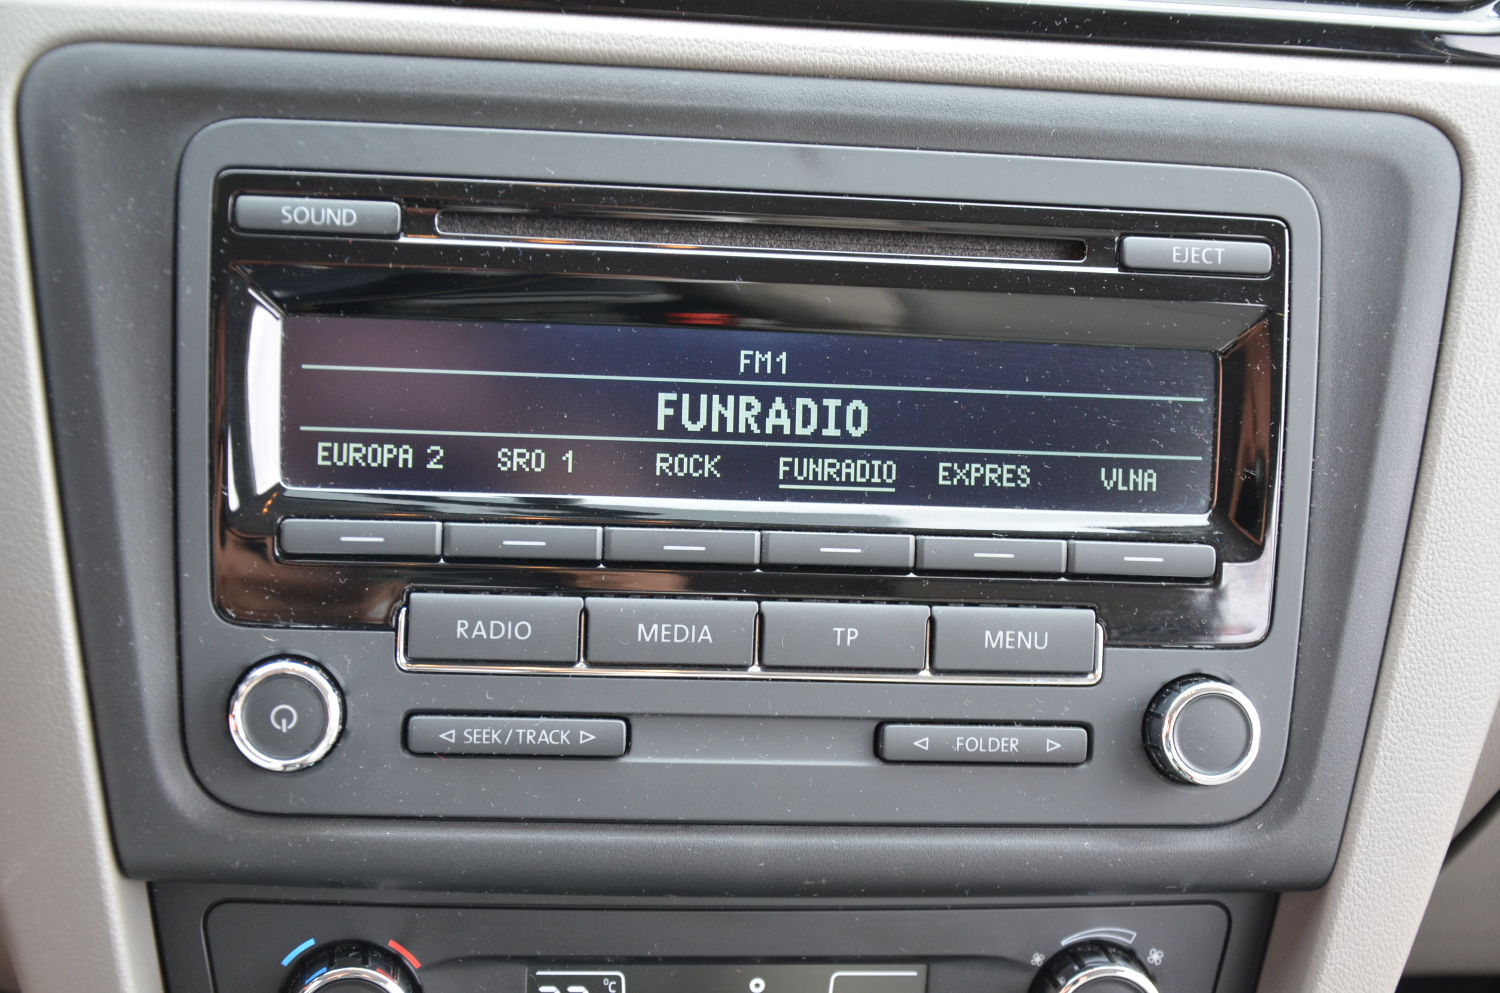 SOUND
EJECT
FM1
FUNRADIO
EUROPA 2 SRO 1 ROCK FUNRADIO EXPRES VLNA
RADIO MEDIA TP MENU
SEEK/TRACK FOLDER
°C